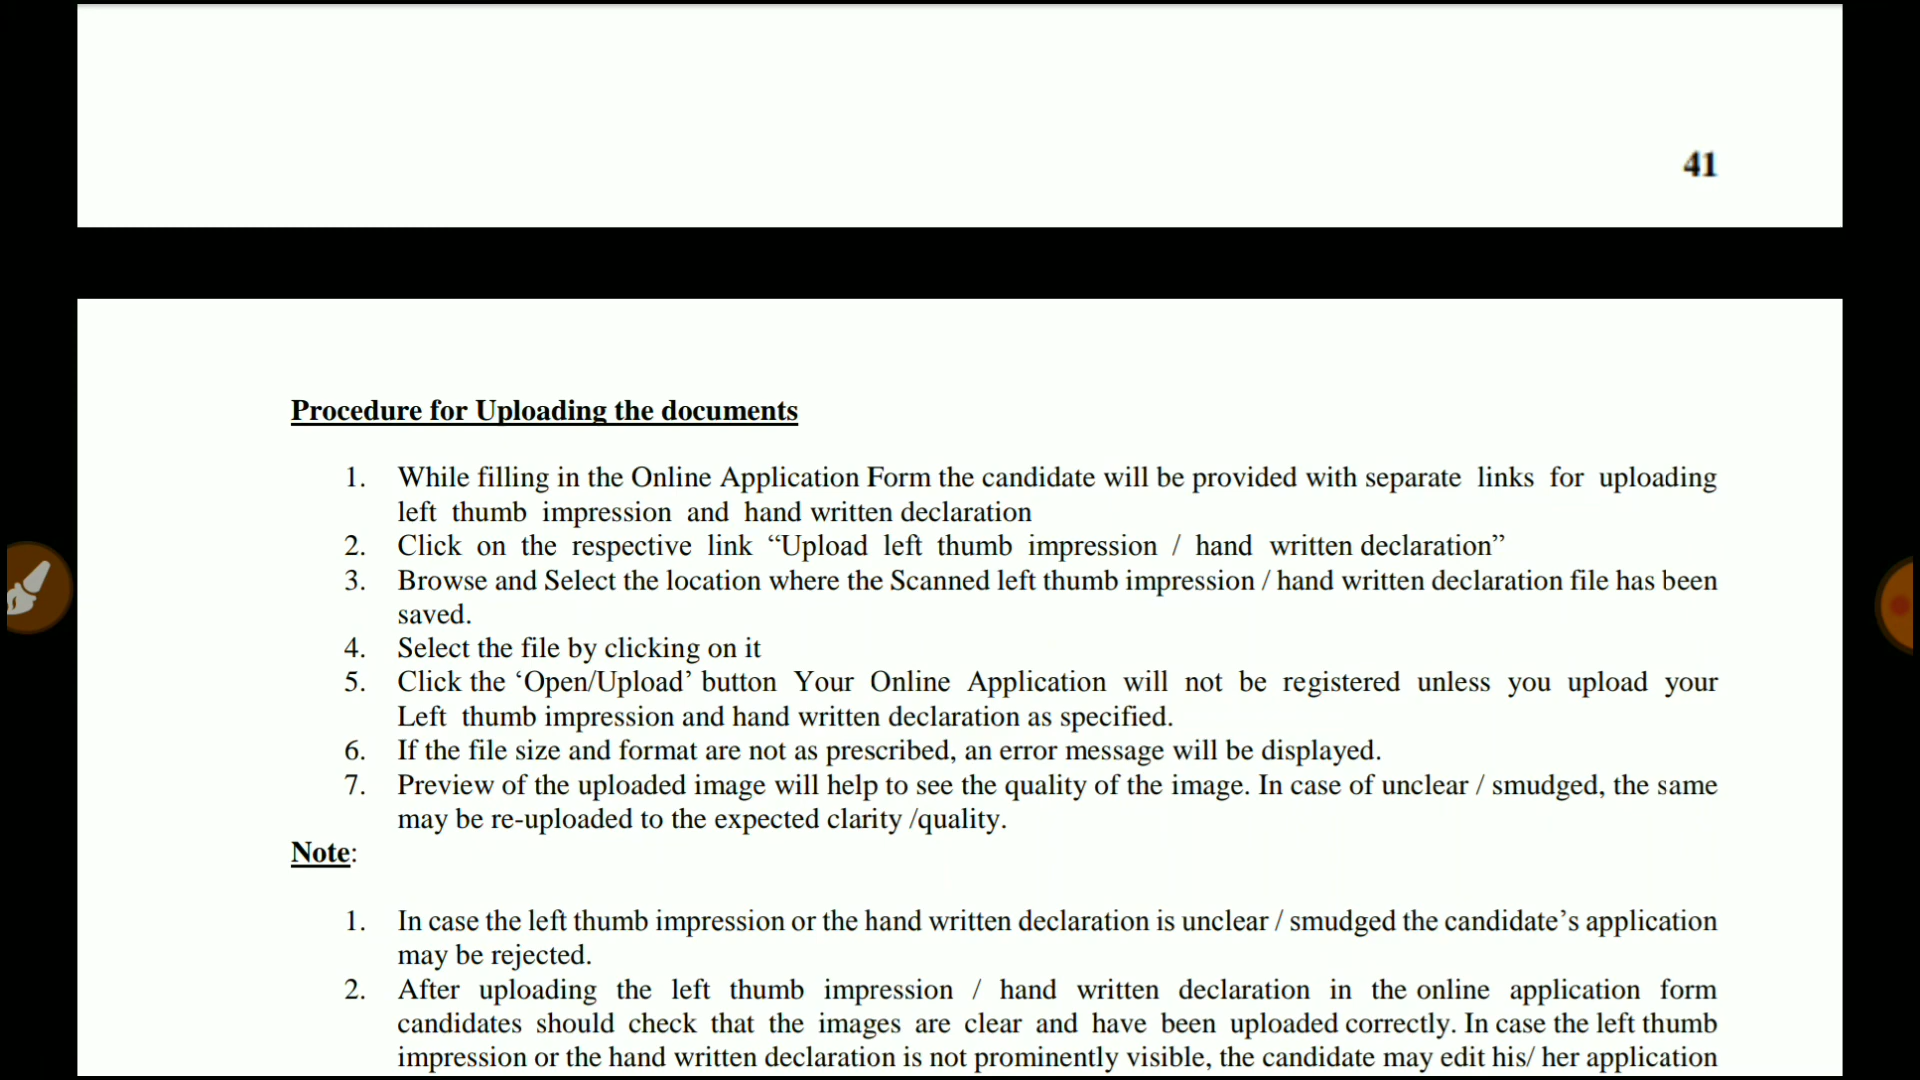 41
Procedure for Uploading the documents
1. While filling in the Online Application Form the candidate will be provided with separate links for uploading
left thumb impression and hand written declaration
2. Click on the respective link “Upload left thumb impression / hand written declaration”
3. Browse and Select the location where the Scanned left thumb impression / hand written declaration file has been
saved.
4. Select the file by clicking on it
5. Click the ‘Open/Upload’ button Your Online Application will not be registered unless you upload your
Left thumb impression and hand written declaration as specified.
6. If the file size and format are not as prescribed, an error message will be displayed.
7. Preview of the uploaded image will help to see the quality of the image. In case of unclear / smudged, the same
may be re-uploaded to the expected clarity /quality.
Note:
1. In case the left thumb impression or the hand written declaration is unclear / smudged the candidate’s application
may be rejected.
2. After uploading the left thumb impression / hand written declaration in the online application form
candidates should check that the images are clear and have been uploaded correctly. In case the left thumb
impression or the hand written declaration is not prominently visible, the candidate may edit his/ her application